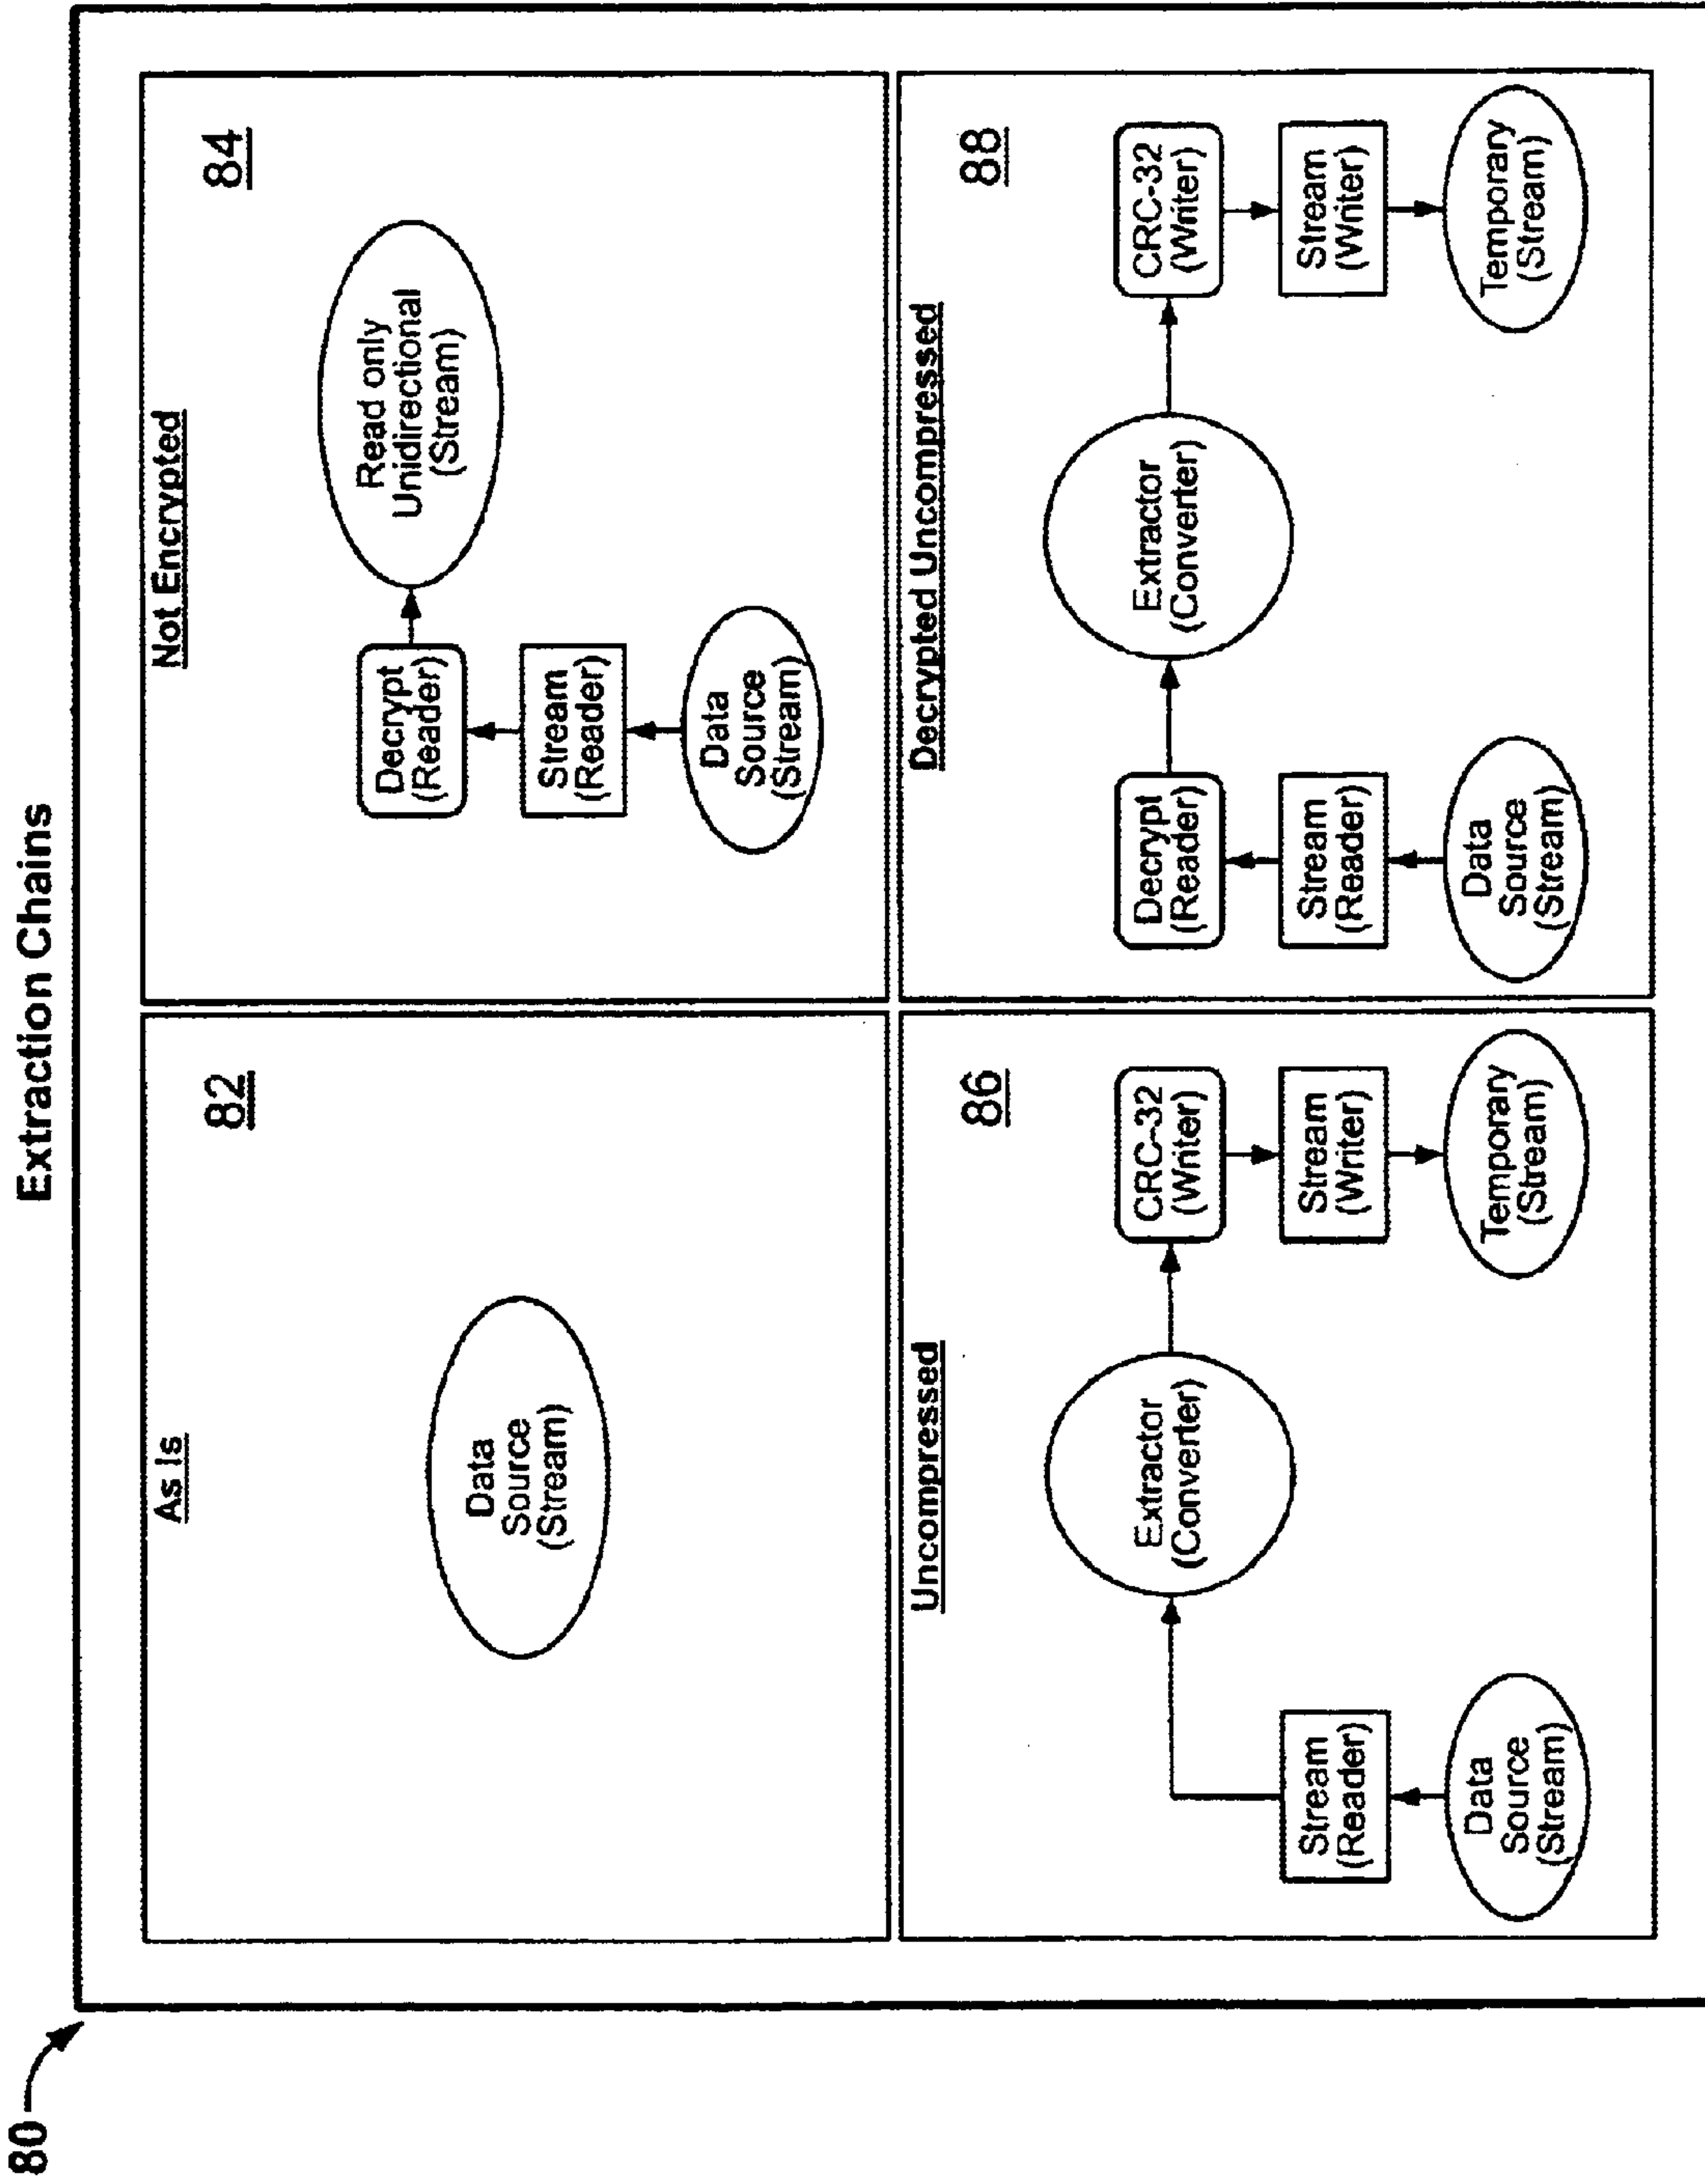 80
Extraction Chains
As Is
82
Data
Source
(Stream)
Not Encrypted
84
Decrypt
(Reader)
Read only
Unidirectional
(Stream)
Stream
(Reader)
Data
Source
(Stream)
Uncompressed
86
Extractor
(Converter)
CRC-32
(Writer)
Stream
(Reader)
Stream
(Writer)
Data
Source
(Stream)
Temporary
(Stream)
Decrypted Uncompressed
88
Decrypt
(Reader)
Extractor
(Converter)
CRC-32
(Writer)
Stream
(Reader)
Stream
(Writer)
Data
Source
(Stream)
Temporary
(Stream)